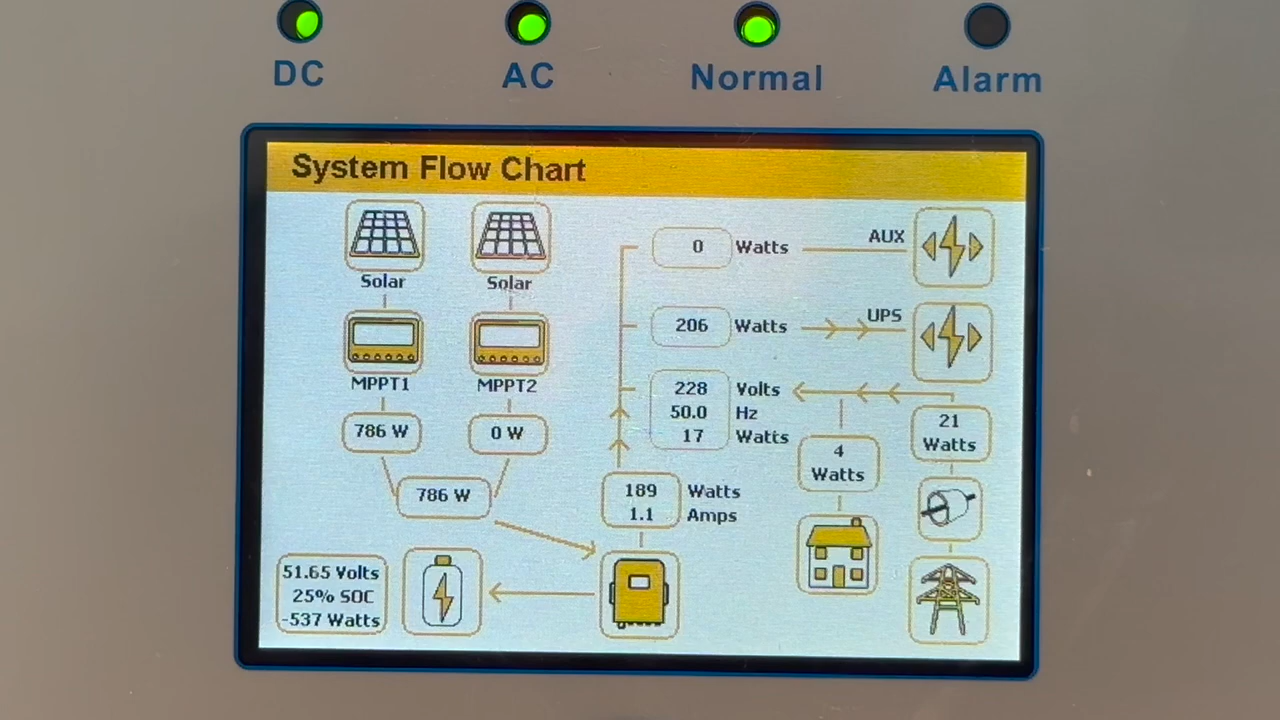 DC
AC
Normal
Alarm
System Flow Chart
Solar
Solar
MPPT1
MPPT2
786 W
0 W
786 W
51.65 Volts
25% SOC
-537 Watts
0 Watts
AUX
206 Watts
UPS
228 Volts
50.0 Hz
17 Watts
189 Watts
1.1 Amps
4
Watts
21
Watts